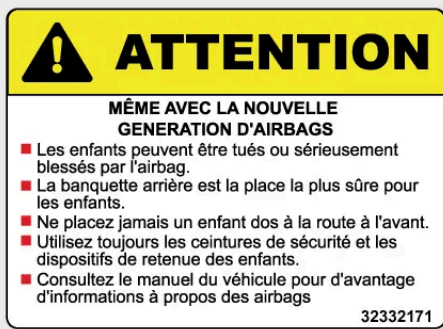 ATTENTION
MÊME AVEC LA NOUVELLE
GENERATION D'AIRBAGS
Les enfants peuvent être tués ou sérieusement
blessés par l'airbag.
La banquette arrière est la place la plus sûre pour
les enfants.
Ne placez jamais un enfant dos à la route à l'avant.
Utilisez toujours les ceintures de sécurité et les
dispositifs de retenue des enfants.
Consultez le manuel du véhicule pour d'avantage
d'informations à propos des airbags
32332171